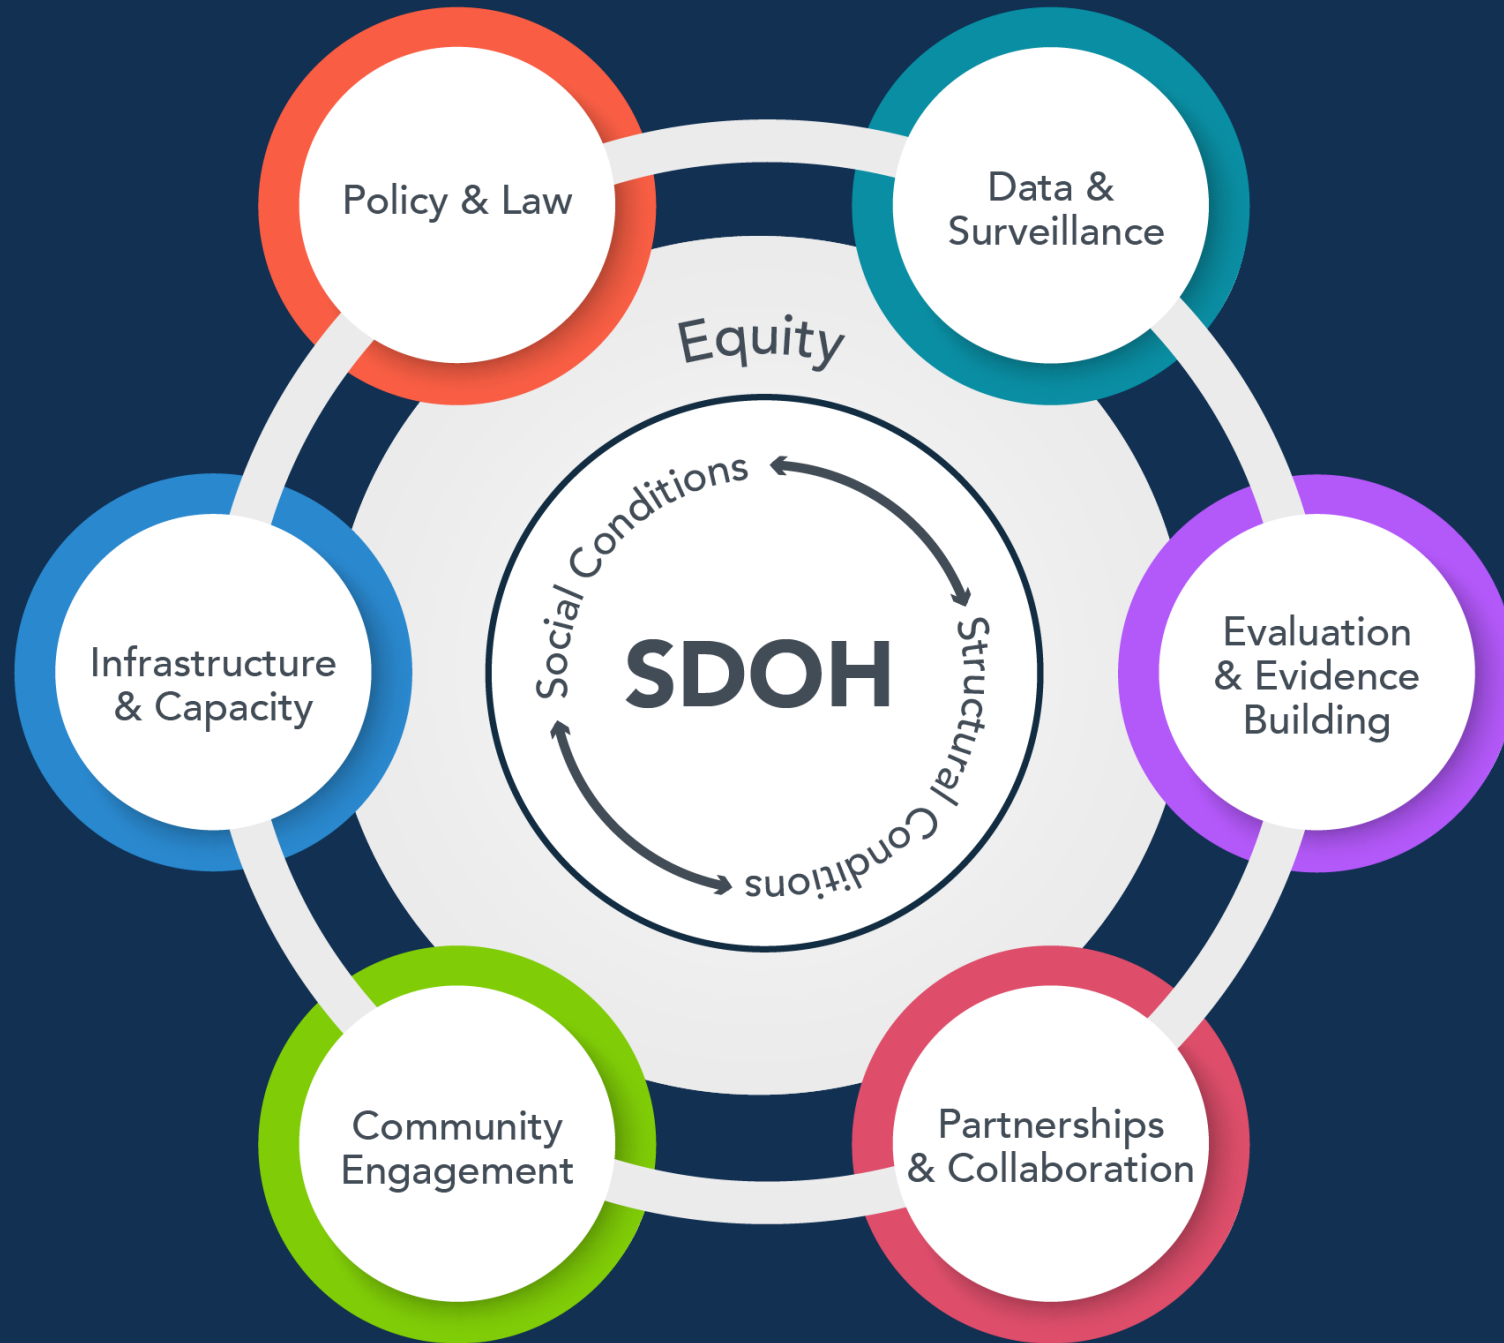 Policy & Law
Data &
Surveillance
Equity
Social Conditions
Structural Conditions
SDOH
Infrastructure
& Capacity
Evaluation
& Evidence
Building
Community
Engagement
Partnerships
& Collaboration